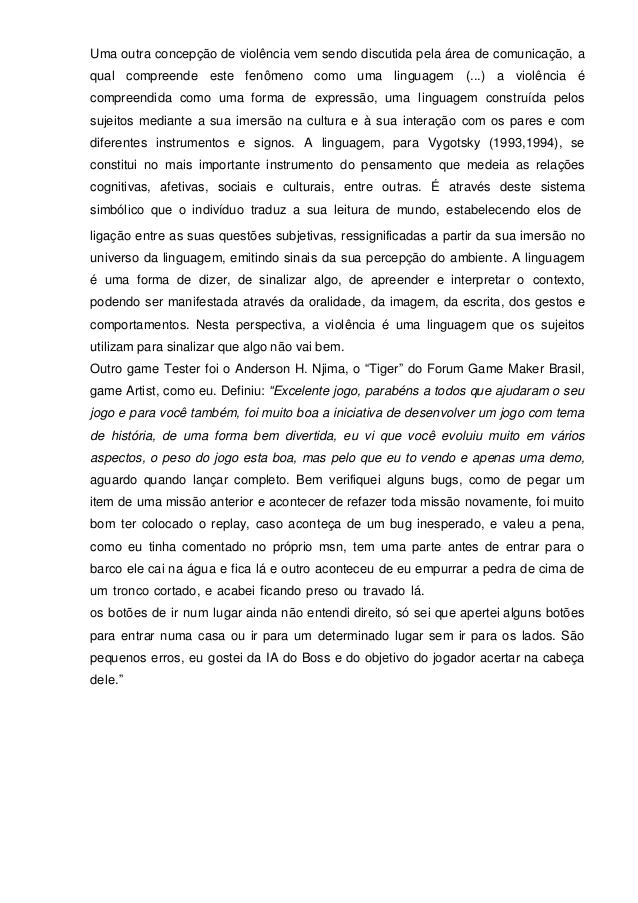 Uma outra concepção de violência vem sendo discutida pela área de comunicação, a
qual compreende este fenômeno como uma linguagem (...) a violência é
compreendida como uma forma de expressão, uma linguagem construída pelos
sujeitos mediante a sua imersão na cultura e à sua interação com os pares e com
diferentes instrumentos e signos. A linguagem, para Vygotsky (1993,1994), se
constitui no mais importante instrumento do pensamento que medeia as relações
cognitivas, afetivas, sociais e culturais, entre outras. É através deste sistema
simbólico que o indivíduo traduz a sua leitura de mundo, estabelecendo elos de
ligação entre as suas questões subjetivas, ressignificadas a partir da sua imersão no
universo da linguagem, emitindo sinais da sua percepção do ambiente. A linguagem
é uma forma de dizer, de sinalizar algo, de apreender e interpretar o contexto,
podendo ser manifestada através da oralidade, da imagem, da escrita, dos gestos e
comportamentos. Nesta perspectiva, a violência é uma linguagem que os sujeitos
utilizam para sinalizar que algo não vai bem.
Outro game Tester foi o Anderson H. Njima, o “Tiger” do Forum Game Maker Brasil,
game Artist, como eu. Definiu: “Excelente jogo, parabéns a todos que ajudaram o seu
jogo e para você também, foi muito boa a iniciativa de desenvolver um jogo com tema
de história, de uma forma bem divertida, eu vi que você evoluiu muito em vários
aspectos, o peso do jogo esta boa, mas pelo que eu to vendo e apenas uma demo,
aguardo quando lançar completo. Bem verifiquei alguns bugs, como de pegar um
item de uma missão anterior e acontecer de refazer toda missão novamente, foi muito
bom ter colocado o replay, caso aconteça de um bug inesperado, e valeu a pena,
como eu tinha comentado no próprio msn, tem uma parte antes de entrar para o
barco ele cai na água e fica lá e outro aconteceu de eu empurrar a pedra de cima de
um tronco cortado, e acabei ficando preso ou travado lá.
os botões de ir num lugar ainda não entendi direito, só sei que apertei alguns botões
para entrar numa casa ou ir para um determinado lugar sem ir para os lados. São
pequenos erros, eu gostei da IA do Boss e do objetivo do jogador acertar na cabeça
dele.”